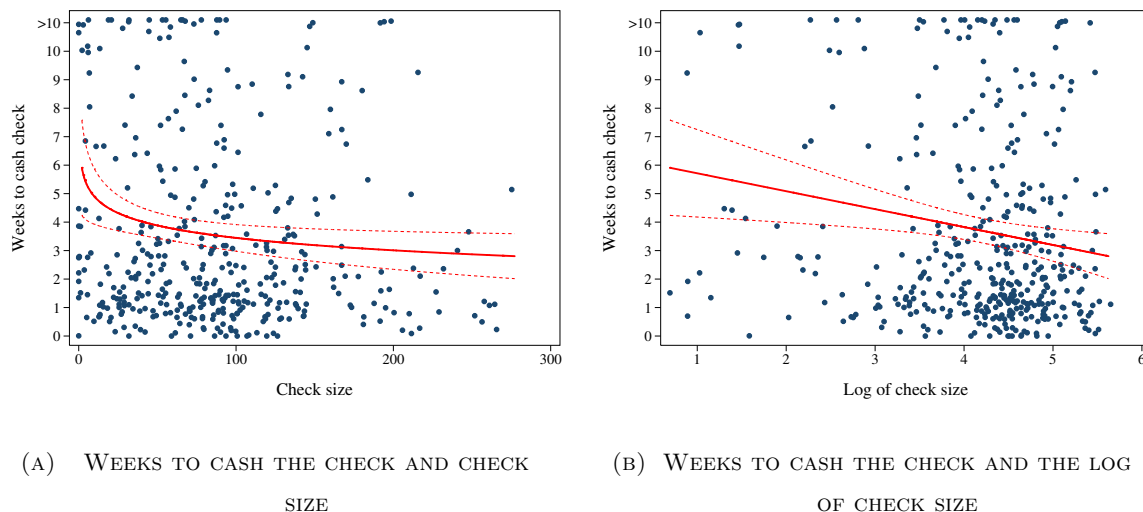 >10
10
9
8
7
6
5
4
3
2
1
0
Weeks to cash check
0 100 200 300
Check size
>10
10
9
8
7
6
5
4
3
2
1
0
Weeks to cash check
1 2 3 4 5 6
Log of check size
(A) WEEKS TO CASH THE CHECK AND CHECK
SIZE
(B) WEEKS TO CASH THE CHECK AND THE LOG
OF CHECK SIZE